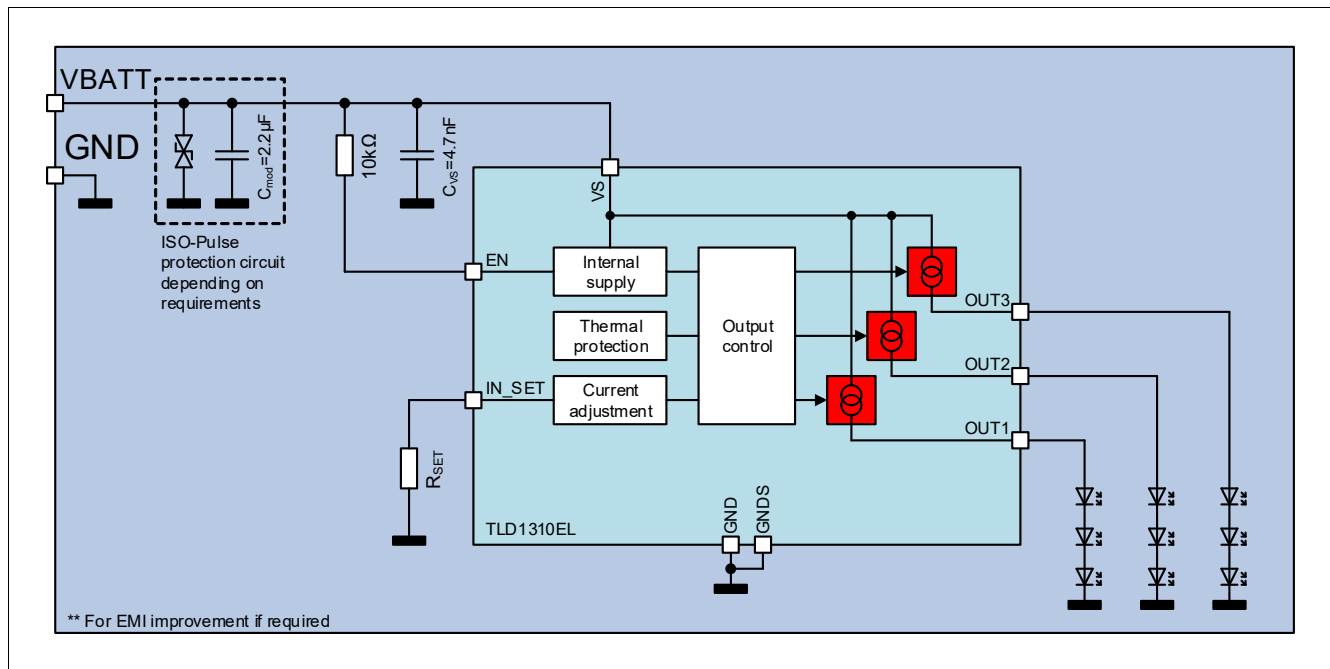 VBATT
GND
Cmod=2.2µF
10kΩ
CVS=4.7nF
ISO-Pulse
protection circuit
depending on
requirements
VS
EN
Internal
supply
Thermal
protection
Output
control
IN_SET
Current
adjustment
OUT3
OUT2
OUT1
RSET
GND
GNDS
TLD1310EL
** For EMI improvement if required